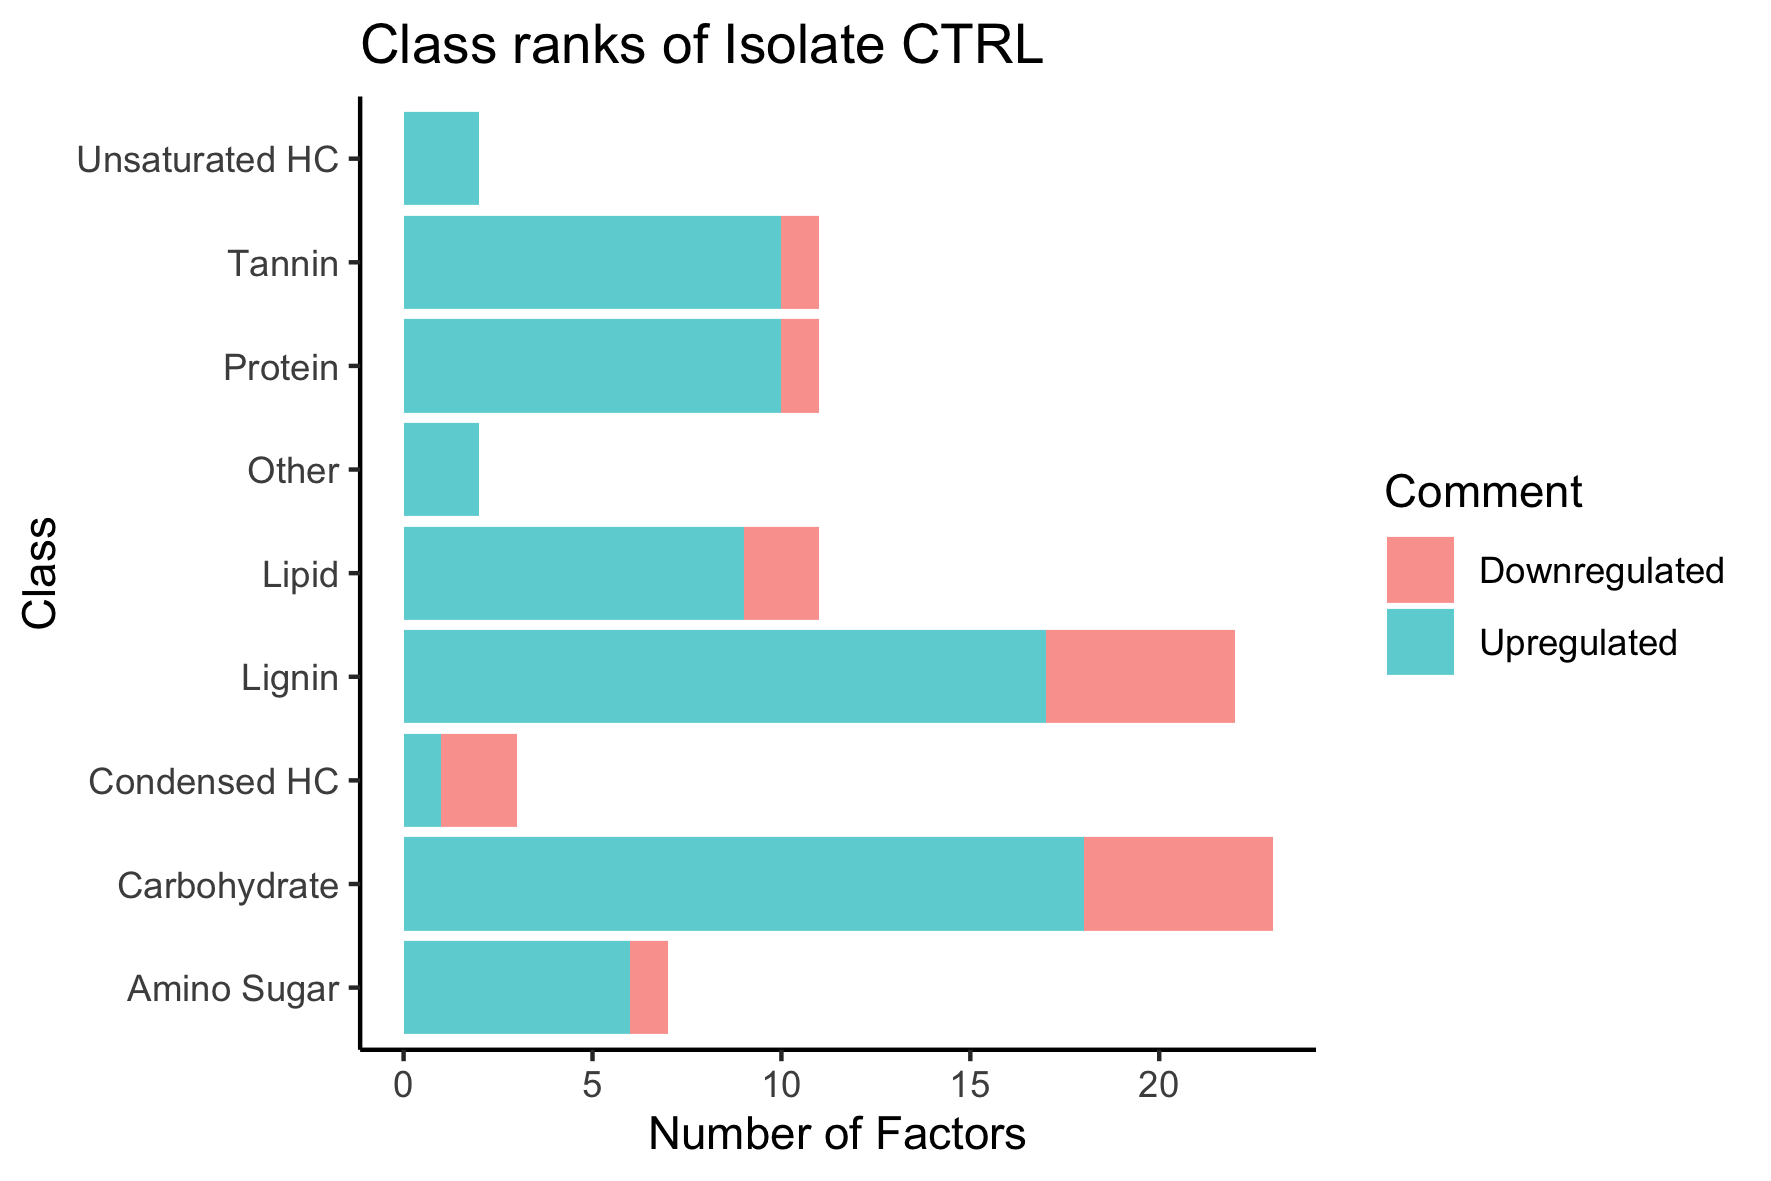 Class ranks of Isolate CTRL
Class
Unsaturated HC
Tannin
Protein
Other
Lipid
Lignin
Condensed HC
Carbohydrate
Amino Sugar
0 5 10 15 20
Number of Factors
Comment
Downregulated
Upregulated